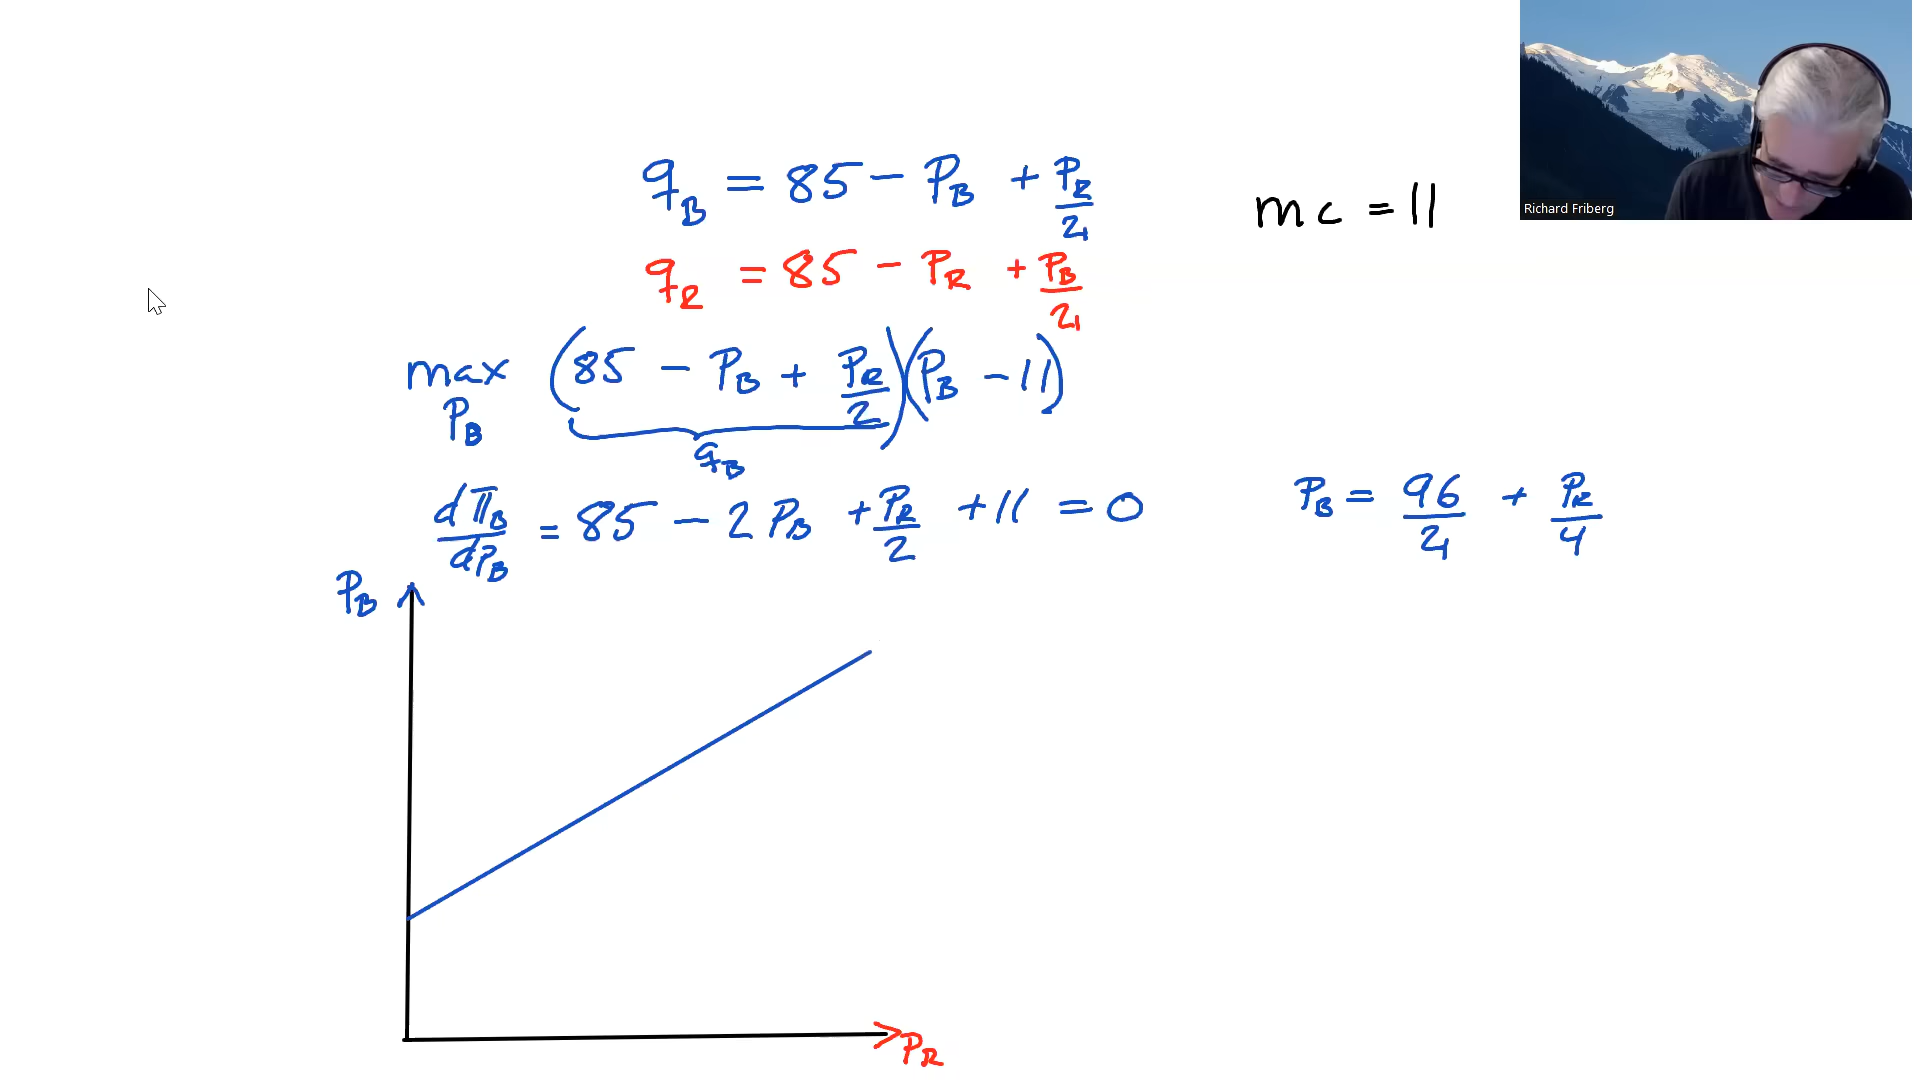 q_B = 85 - P_B + P_R/2
mc = 11
Richard Friberg
q_R = 85 - P_R + P_B/2
max P_B (85 - P_B + P_R/2)(P_B - 11)
q_B
dπ_B/dP_B = 85 - 2P_B + P_R/2 + 11 = 0
P_B = 96/2 + P_R/4
P_B
P_R